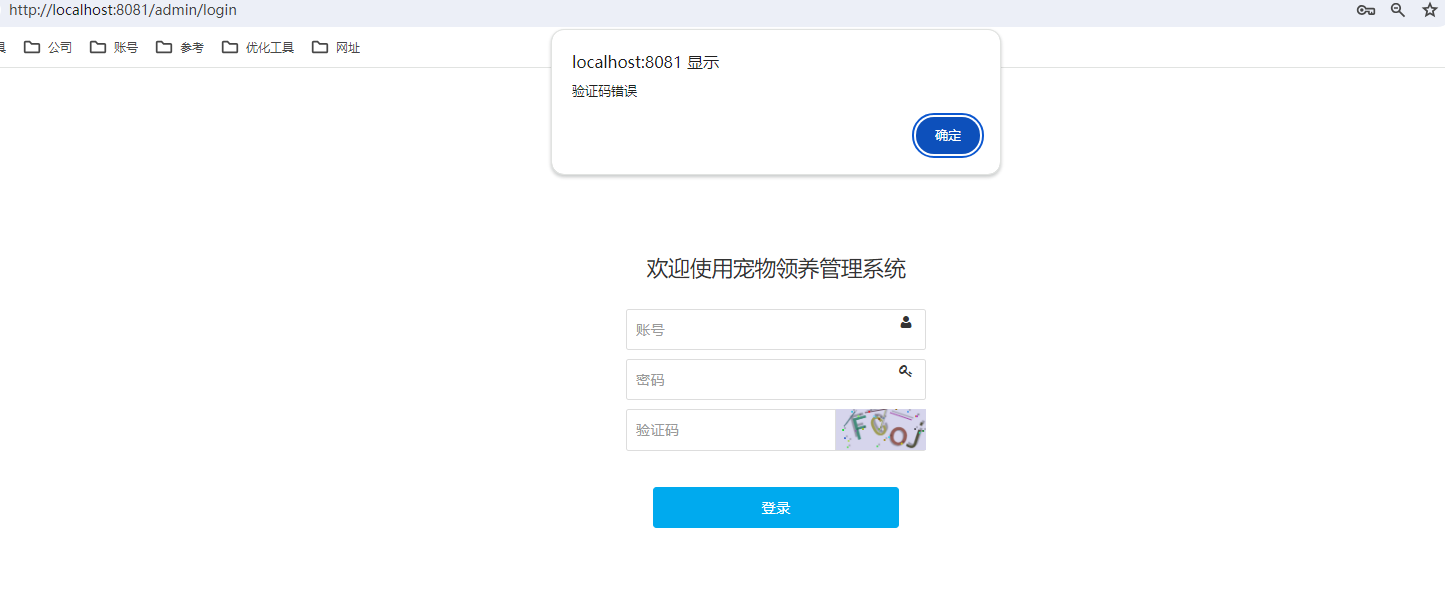 http://localhost:8081/admin/login
具 公司 账号 参考 优化工具 网址
localhost:8081 显示
验证码错误
确定
欢迎使用宠物领养管理系统
账号
密码
验证码
FCOJ
登录